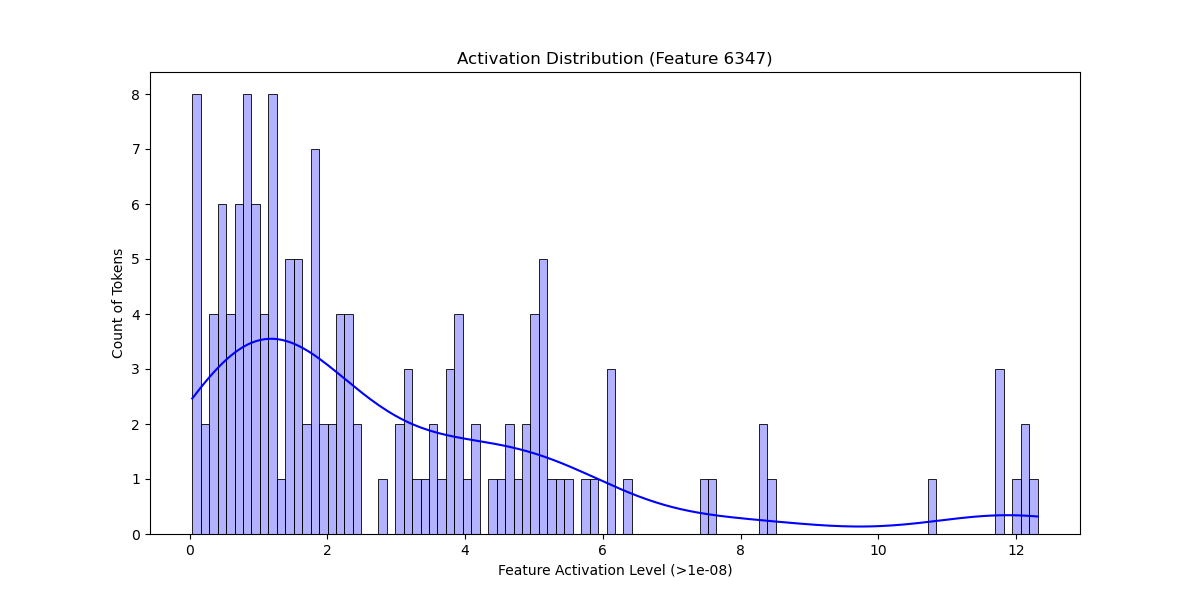 Activation Distribution (Feature 6347)
8
7
6
5
4
3
2
1
0
Count of Tokens
0 2 4 6 8 10 12
Feature Activation Level (>1e-08)